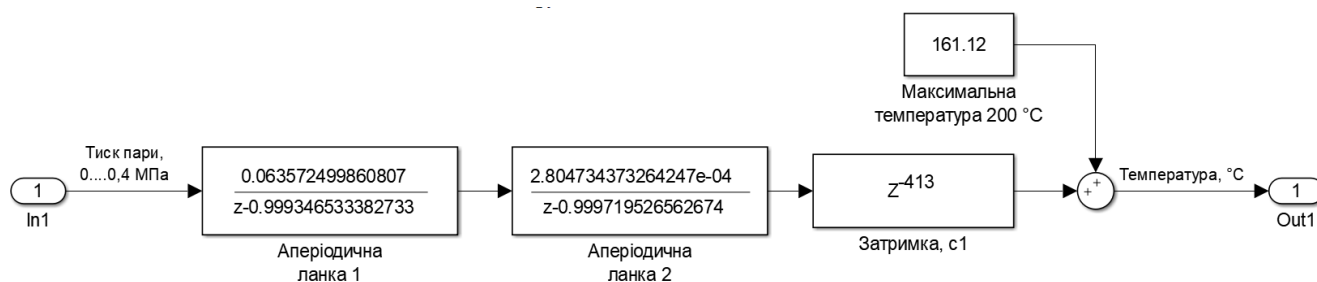 161.12
Максимальна
температура 200 °C
Тиск пари,
0....0,4 МПа
1
In1
0.063572499860807
z-0.999346533382733
Аперіодична
ланка 1
2.804734373264247e-04
z-0.999719526562674
Аперіодична
ланка 2
Z-413
Затримка, с1
+
+
Температура, °C
1
Out1